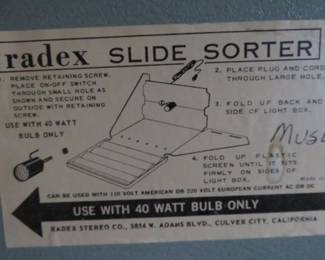 radex SLIDE SORTER
1. REMOVE RETAINING SCREW.
PLACE ON-OFF SWITCH
THROUGH SMALL HOLE AS
SHOWN AND SECURE ON
OUTSIDE WITH RETAINING
SCREW.
USE WITH 40 WATT
BULB ONLY
2. PLACE PLUG AND CORD
THROUGH LARGE HOLE.
3. FOLD UP BACK AND
SIDE OF LIGHT BOX.
4. FOLD UP PLASTIC
SCREEN UNTIL IT SITS
FIRMLY ON SIDES OF
LIGHT BOX.
Made in
CAN BE USED WITH 110 VOLT AMERICAN OR 220 VOLT EUROPEAN CURRENT AC OR DC
USE WITH 40 WATT BULB ONLY
RADEX STEREO CO., 5854 W. ADAMS BLVD., CULVER CITY, CALIFORNIA